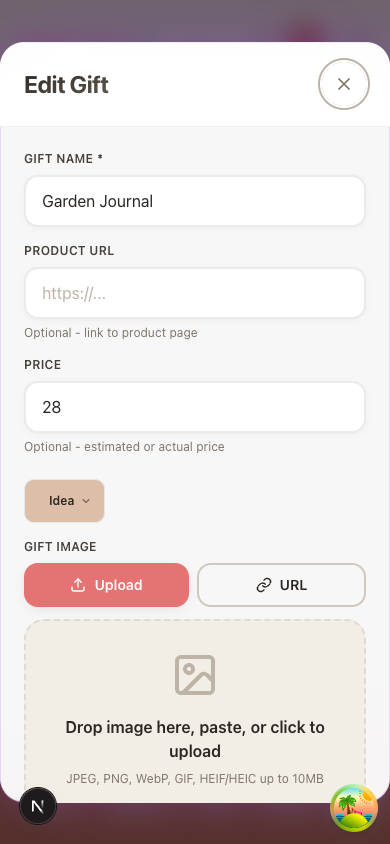 Edit Gift
GIFT NAME *
Garden Journal
PRODUCT URL
https://...
Optional - link to product page
PRICE
28
Optional - estimated or actual price
Idea
GIFT IMAGE
Upload
URL
Drop image here, paste, or click to
upload
JPEG, PNG, WebP, GIF, HEIF/HEIC up to 10MB
N